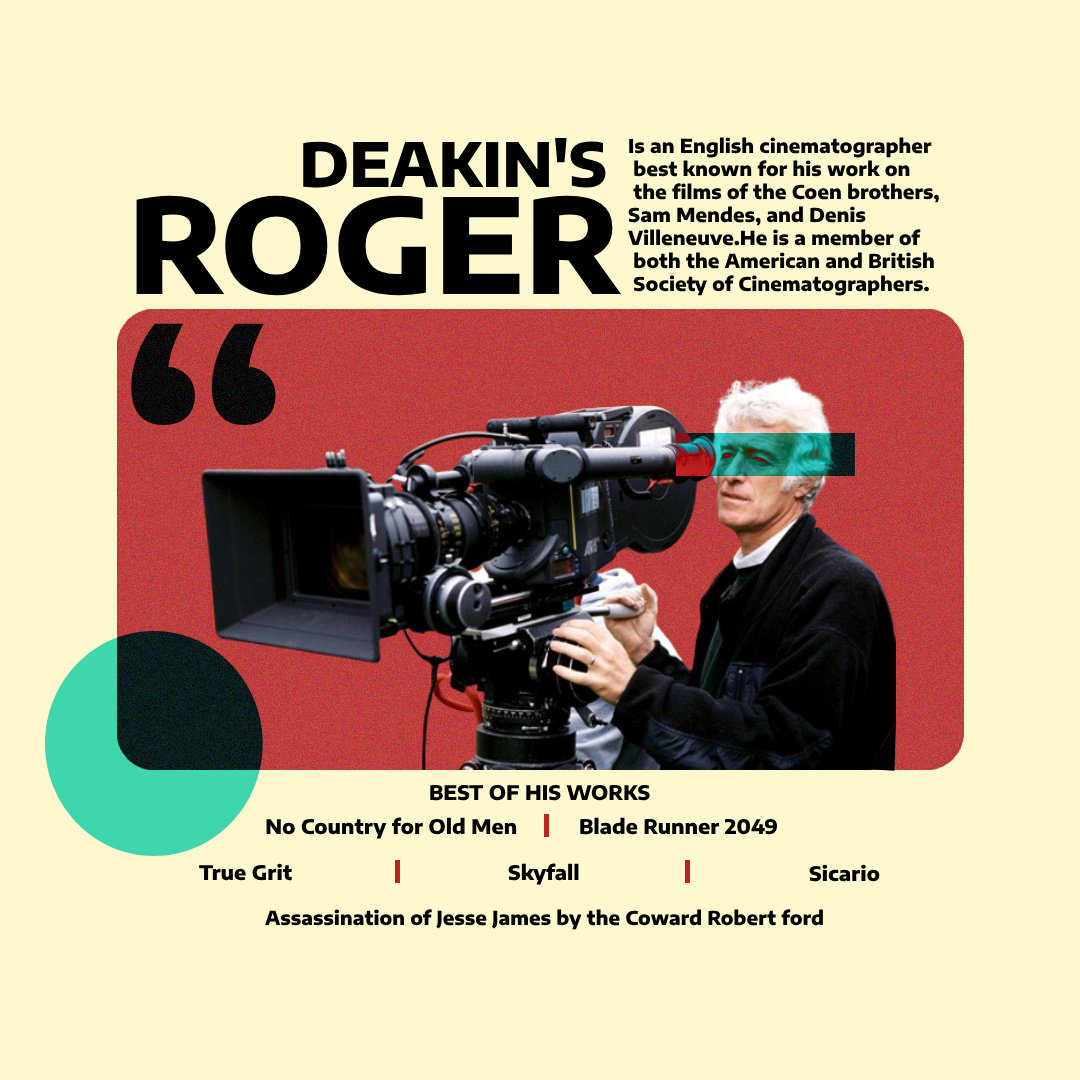 DEAKIN'S
ROGER
Is an English cinematographer
best known for his work on
the films of the Coen brothers,
Sam Mendes, and Denis
Villeneuve.He is a member of
both the American and British
Society of Cinematographers.
“
BEST OF HIS WORKS
No Country for Old Men | Blade Runner 2049
True Grit | Skyfall | Sicario
Assassination of Jesse James by the Coward Robert ford